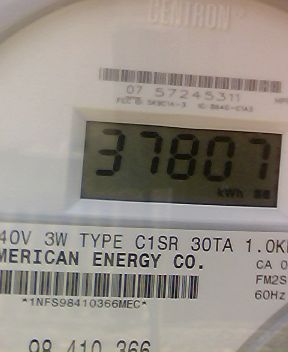 CENTRON
07 57245311
37807
kWh
40V 3W TYPE C1SR 30TA 1.0K
MERICAN ENERGY CO.
CA 0
FM2S
60Hz
*1NFS98410366MEC*
98 410 366